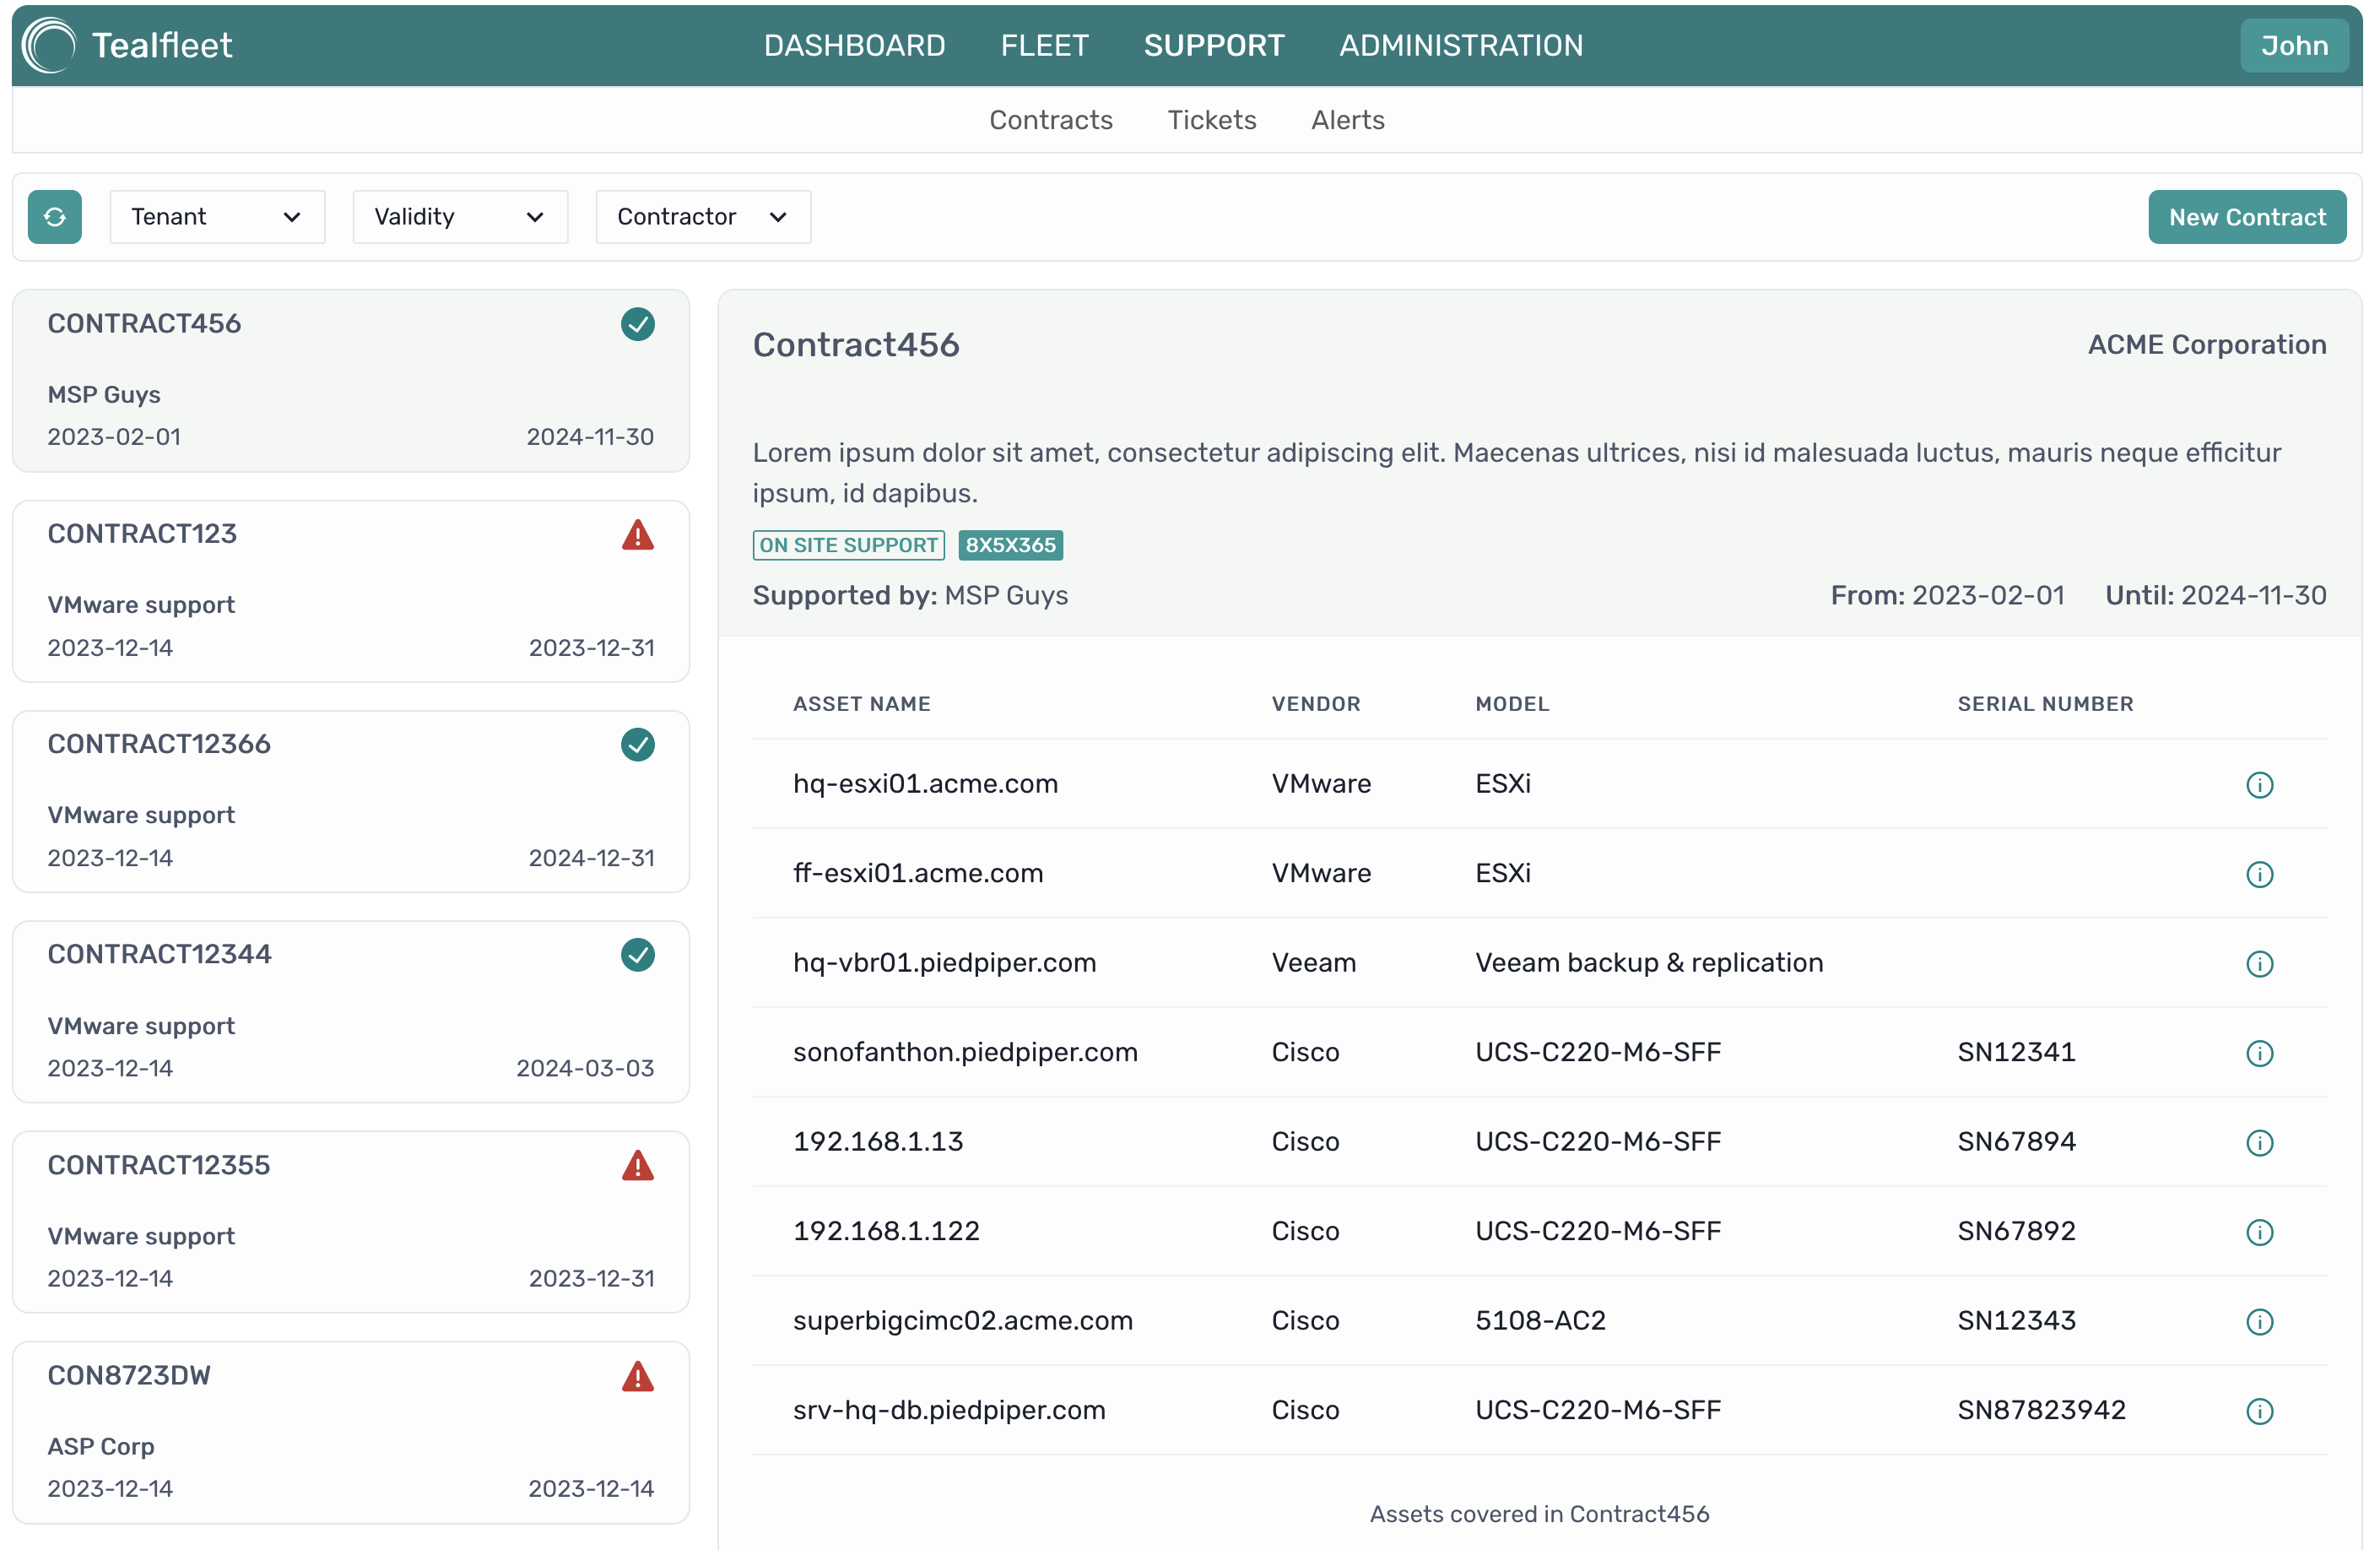 Tealfleet
DASHBOARD FLEET SUPPORT ADMINISTRATION
John
Contracts Tickets Alerts
Tenant Validity Contractor
New Contract
CONTRACT456
MSP Guys
2023-02-01 2024-11-30
CONTRACT123
VMware support
2023-12-14 2023-12-31
CONTRACT12366
VMware support
2023-12-14 2024-12-31
CONTRACT12344
VMware support
2023-12-14 2024-03-03
CONTRACT12355
VMware support
2023-12-14 2023-12-31
CON8723DW
ASP Corp
2023-12-14 2023-12-14
Contract456 ACME Corporation
Lorem ipsum dolor sit amet, consectetur adipiscing elit. Maecenas ultrices, nisi id malesuada luctus, mauris neque efficitur
ipsum, id dapibus.
ON SITE SUPPORT 8X5X365
Supported by: MSP Guys From: 2023-02-01 Until: 2024-11-30
ASSET NAME VENDOR MODEL SERIAL NUMBER
hq-esxi01.acme.com VMware ESXi
ff-esxi01.acme.com VMware ESXi
hq-vbr01.piedpiper.com Veeam Veeam backup & replication
sonofanthon.piedpiper.com Cisco UCS-C220-M6-SFF SN12341
192.168.1.13 Cisco UCS-C220-M6-SFF SN67894
192.168.1.122 Cisco UCS-C220-M6-SFF SN67892
superbigcimc02.acme.com Cisco 5108-AC2 SN12343
srv-hq-db.piedpiper.com Cisco UCS-C220-M6-SFF SN87823942
Assets covered in Contract456